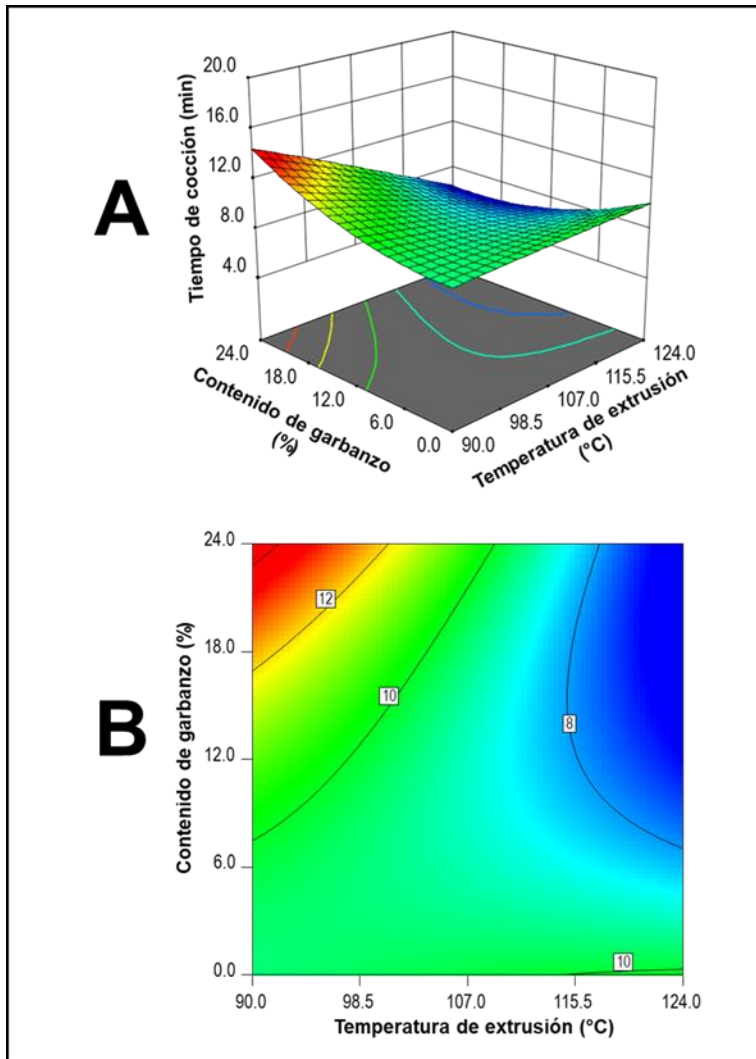 A
Tiempo de cocción (min)
20.0
16.0
12.0
8.0
4.0
24.0
18.0
12.0
6.0
0.0
Contenido de garbanzo
(%)
90.0
98.5
107.0
115.5
124.0
Temperatura de extrusión
(°C)
B
Contenido de garbanzo (%)
24.0
18.0
12.0
6.0
0.0
12
10
8
10
90.0 98.5 107.0 115.5 124.0
Temperatura de extrusión (°C)